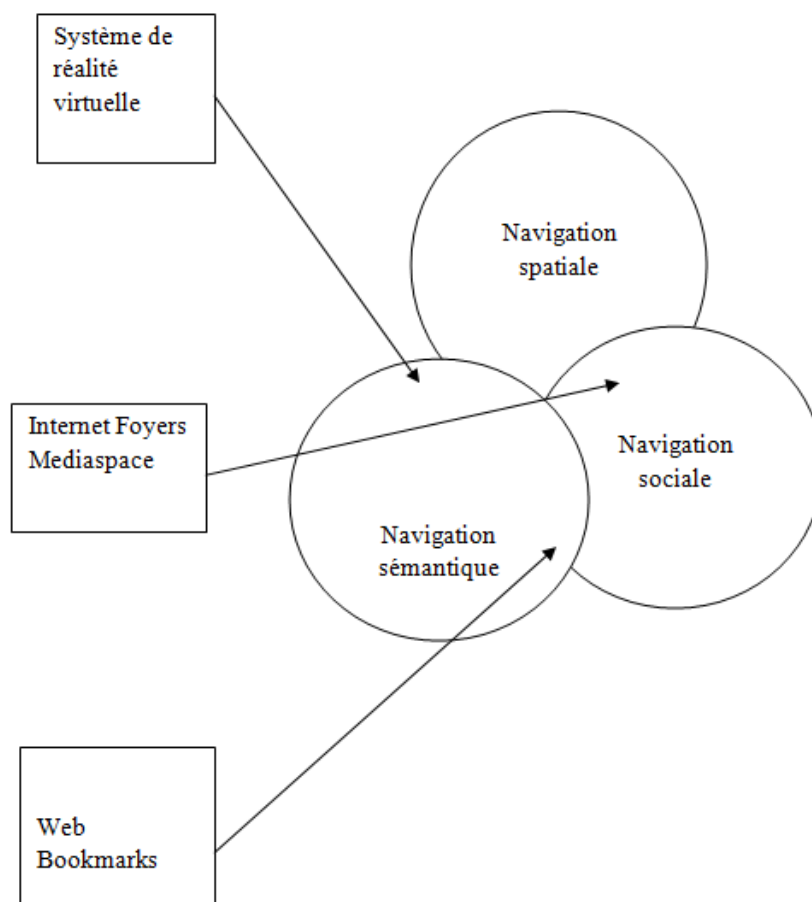 Système de
réalité
virtuelle
Navigation
spatiale
Internet Foyers
Mediaspace
Navigation
sociale
Navigation
sémantique
Web
Bookmarks